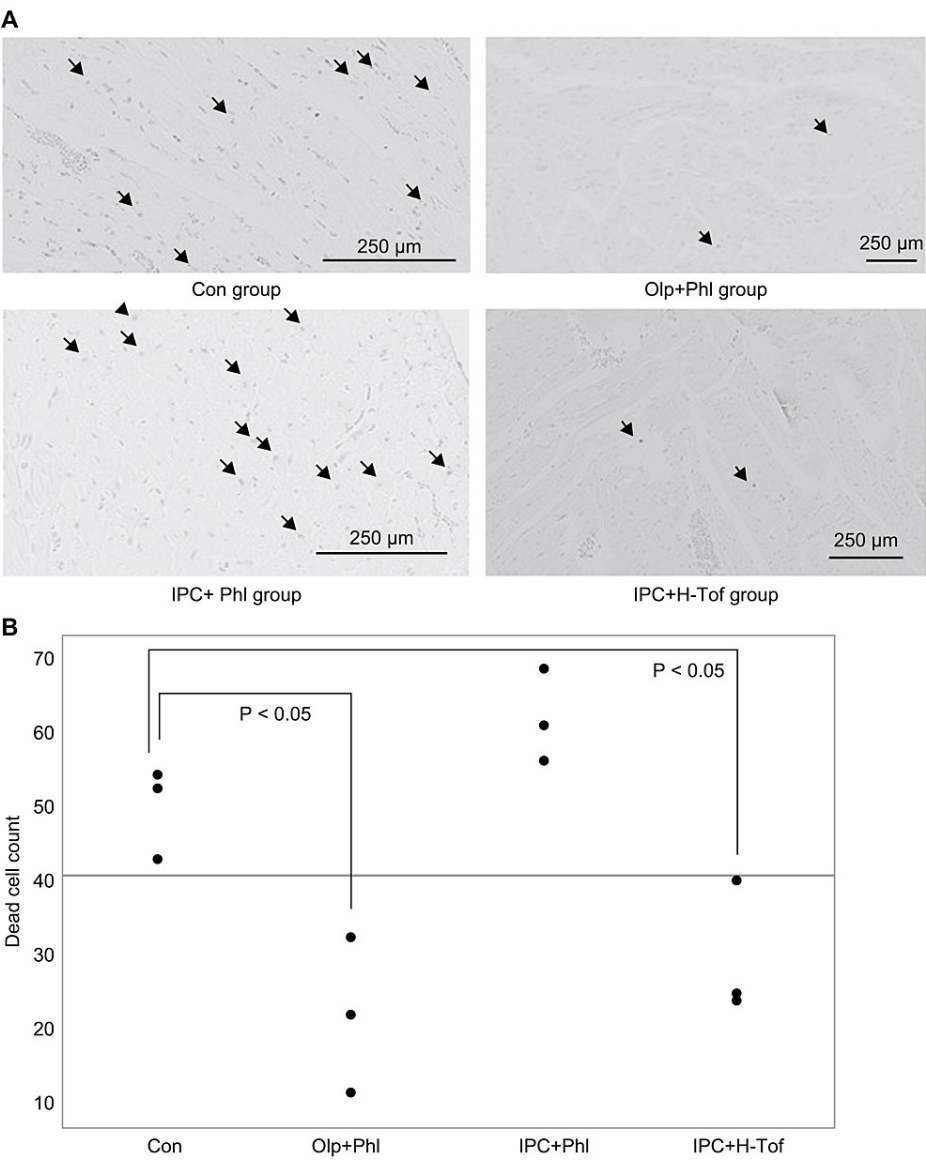 A
250 µm
250 µm
Con group
Olp+Phl group
250 µm
250 µm
IPC+ Phl group
IPC+H-Tof group
B
70
60
50
40
30
20
10
Dead cell count
P < 0.05
P < 0.05
Con
Olp+Phl
IPC+Phl
IPC+H-Tof